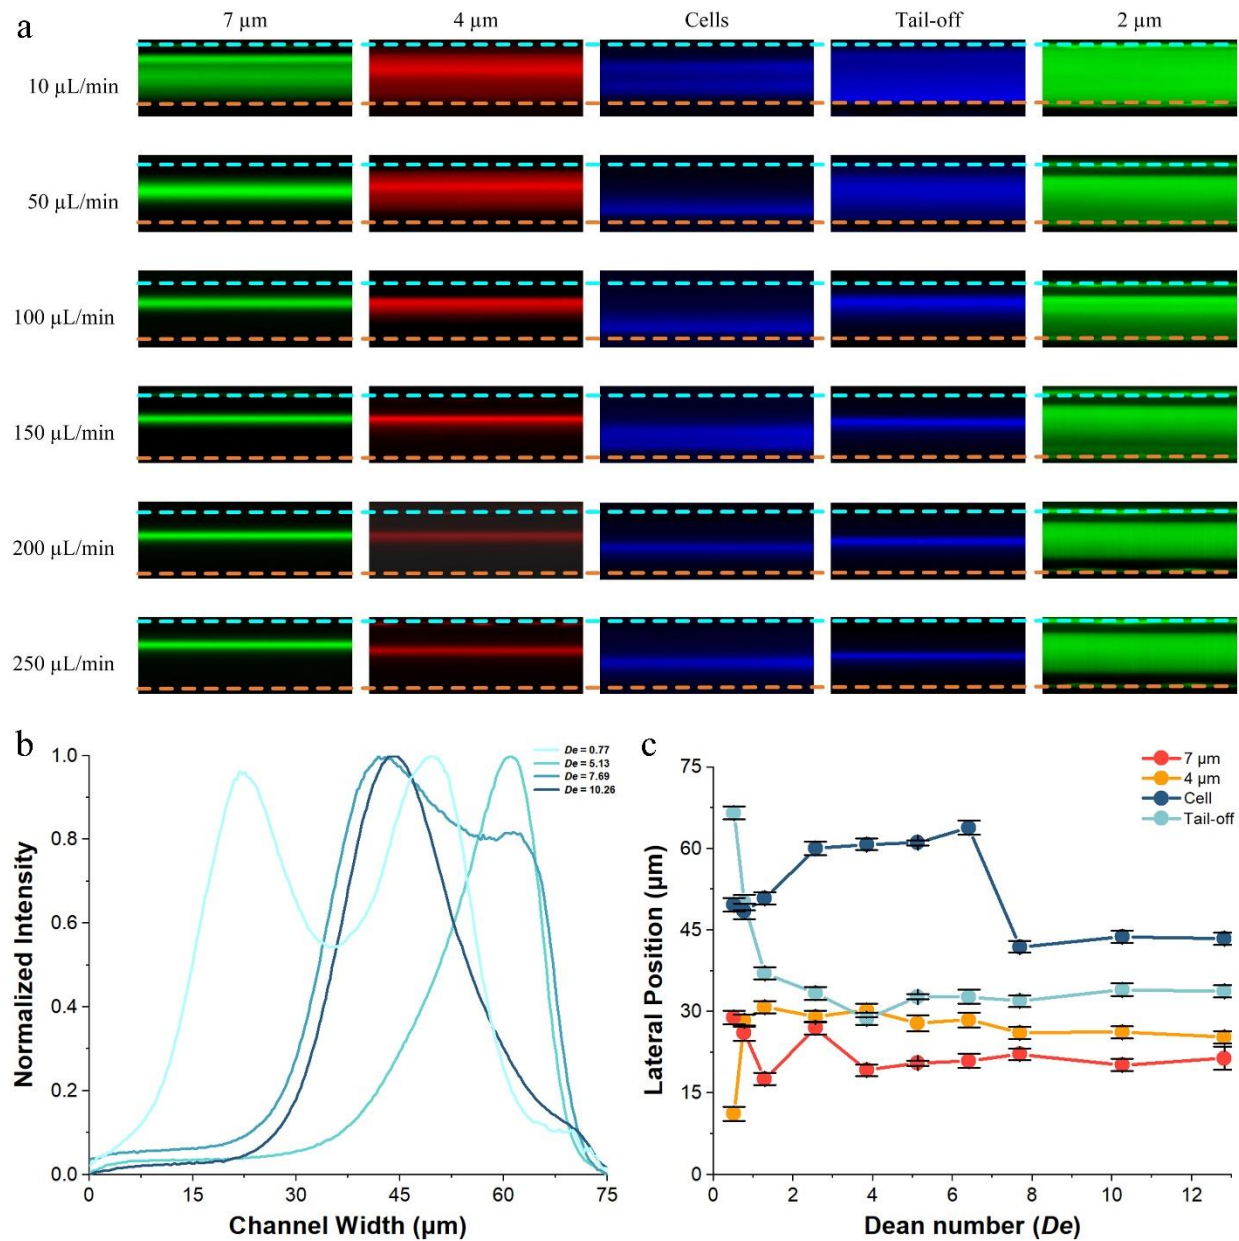 a
7 µm 4 µm Cells Tail-off 2 µm
10 µL/min
50 µL/min
100 µL/min
150 µL/min
200 µL/min
250 µL/min
b
De = 0.77
De = 5.13
De = 7.69
De = 10.26
1.0
0.8
0.6
0.4
0.2
0.0
Normalized Intensity
0 15 30 45 60 75
Channel Width (µm)
c
7 µm
4 µm
Cell
Tail-off
75
60
45
30
15
0
Lateral Position (µm)
0 2 4 6 8 10 12
Dean number (De)